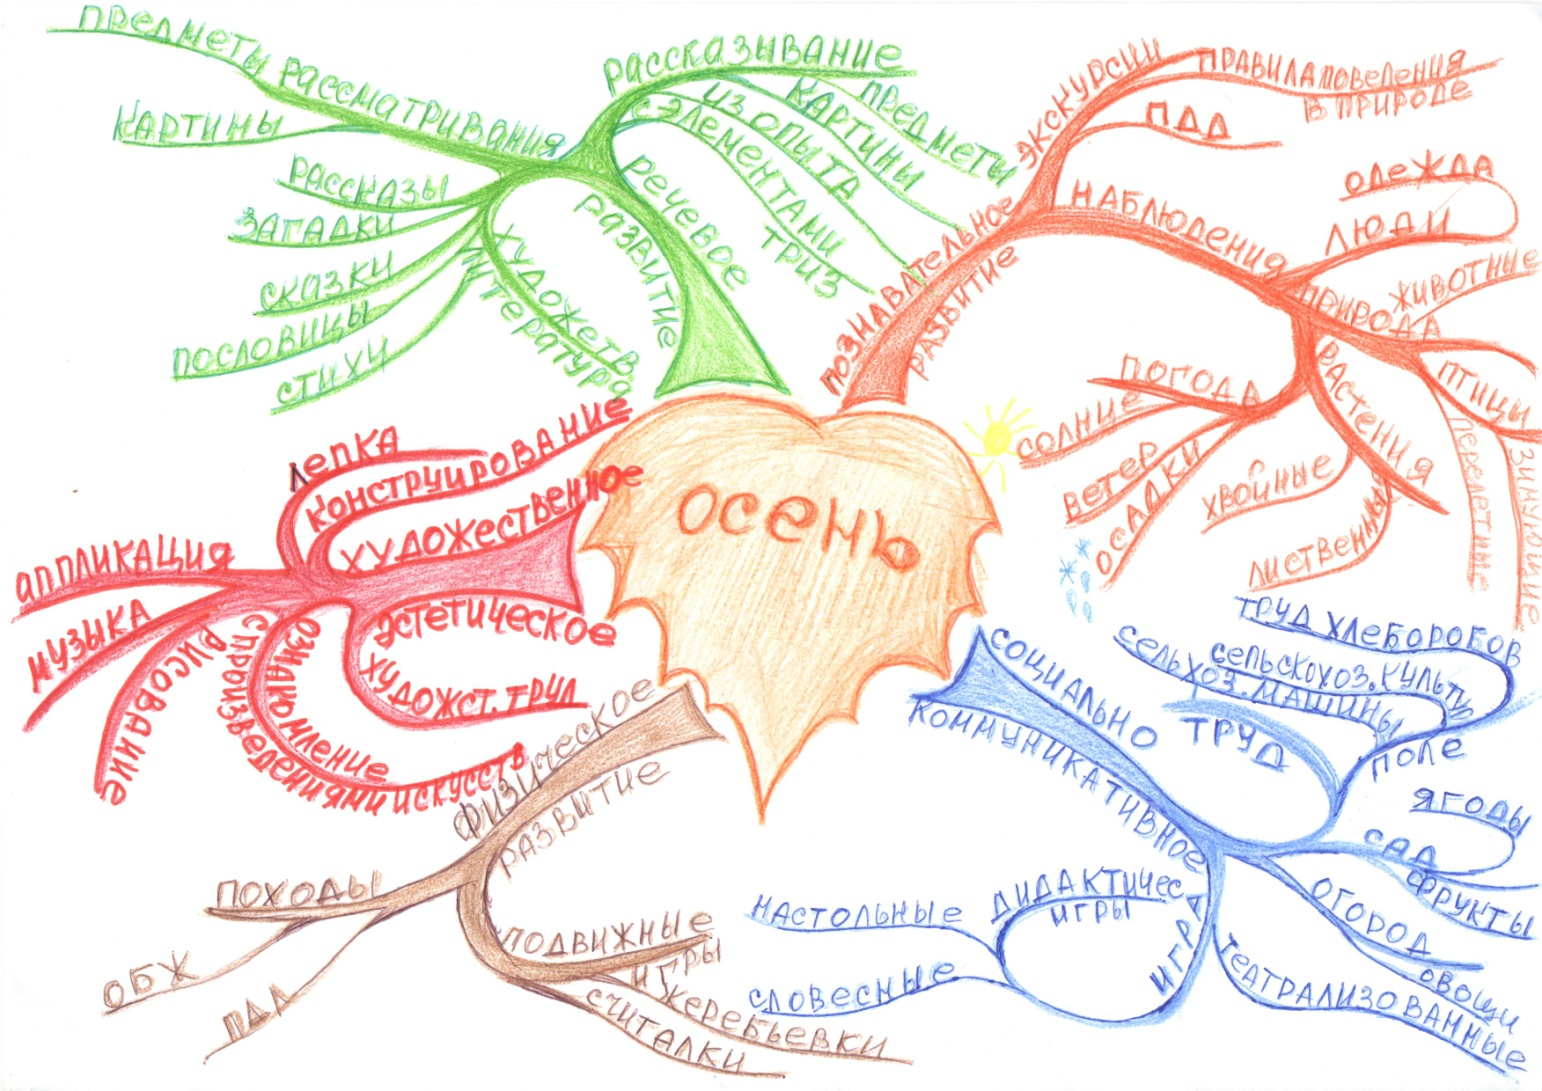 осень
речевое
развитие
рассказывание
предметы
картины
из опыта
с элементами
триз
рассматривания
предметы
картины
художеств
литература
рассказы
загадки
сказки
пословицы
стихи
познавательное
развитие
экскурсии
правила поведения
в природе
ПДД
наблюдения
природа
люди
одежда
животные
птицы
перелетные
зимующие
растения
хвойные
лиственны
погода
солнце
ветер
осадки
художественное
эстетическое
конструирование
лепка
аппликация
музыка
рисование
ознакомление
с произведениями искусств
художст. труд
физическое
развитие
походы
ОБЖ
ПДД
подвижные
игры
жеребьевки
считалки
социально
коммуникативное
труд
поле
труд хлеборобов
сельскохоз. культ
сельхоз. машины
сад
ягоды
фрукты
огород
овощи
игра
театрализованные
дидактичес
игры
настольные
словесные